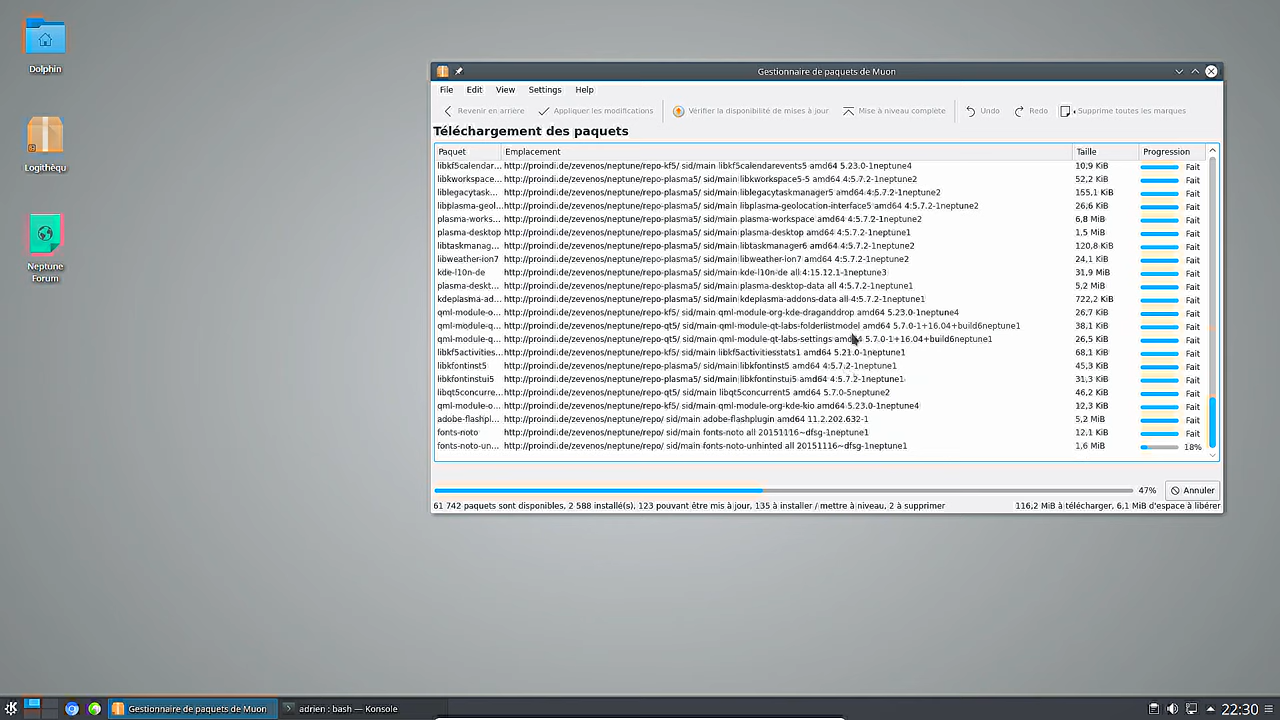 Dolphin
Logithèqu
Neptune
Forum
Gestionnaire de paquets de Muon
File Edit View Settings Help
Revenir en arrière Appliquer les modifications Vérifier la disponibilité de mises à jour Mise à niveau complète Undo Redo Supprime toutes les marques
Téléchargement des paquets
Paquet Emplacement Taille Progression
libkf5calendar... http://proindi.de/zevenos/neptune/repo-kf5/ sid/main libkf5calendarevents5 amd64 5.23.0-1neptune4 10,9 KiB Fait
libkworkspace... http://proindi.de/zevenos/neptune/repo-plasma5/ sid/main libkworkspace5-5 amd64 4:5.7.2-1neptune2 52,2 KiB Fait
liblegacytask... http://proindi.de/zevenos/neptune/repo-plasma5/ sid/main liblegacytaskmanager5 amd64 4:5.7.2-1neptune2 155,1 KiB Fait
libplasma-geol... http://proindi.de/zevenos/neptune/repo-plasma5/ sid/main libplasma-geolocation-interface5 amd64 4:5.7.2-1neptune2 26,6 KiB Fait
plasma-works... http://proindi.de/zevenos/neptune/repo-plasma5/ sid/main plasma-workspace amd64 4:5.7.2-1neptune2 6,8 MiB Fait
plasma-desktop http://proindi.de/zevenos/neptune/repo-plasma5/ sid/main plasma-desktop amd64 4:5.7.2-1neptune1 1,5 MiB Fait
libtaskmanag... http://proindi.de/zevenos/neptune/repo-plasma5/ sid/main libtaskmanager6 amd64 4:5.7.2-1neptune2 120,8 KiB Fait
libweather-ion7 http://proindi.de/zevenos/neptune/repo-plasma5/ sid/main libweather-ion7 amd64 4:5.7.2-1neptune2 24,1 KiB Fait
kde-l10n-de http://proindi.de/zevenos/neptune/repo-plasma5/ sid/main kde-l10n-de all 4:15.12.1-1neptune3 31,9 MiB Fait
plasma-deskt... http://proindi.de/zevenos/neptune/repo-plasma5/ sid/main plasma-desktop-data all 4:5.7.2-1neptune1 5,2 MiB Fait
kdeplasma-ad... http://proindi.de/zevenos/neptune/repo-plasma5/ sid/main kdeplasma-addons-data all 4:5.7.2-1neptune1 722,2 KiB Fait
qml-module-o... http://proindi.de/zevenos/neptune/repo-kf5/ sid/main qml-module-org-kde-draganddrop amd64 5.23.0-1neptune4 38,6 KiB Fait
qml-module-q... http://proindi.de/zevenos/neptune/repo-qt5/ sid/main qml-module-qt-labs-folderlistmodel amd64 5.7.0-1+16.04+build6neptune1 38,1 KiB Fait
qml-module-q... http://proindi.de/zevenos/neptune/repo-qt5/ sid/main qml-module-qt-labs-settings amd64 5.7.0-1+16.04+build6neptune1 26,5 KiB Fait
libkf5activities... http://proindi.de/zevenos/neptune/repo-kf5/ sid/main libkf5activitiesstats1 amd64 5.21.0-1neptune1 68,1 KiB Fait
libkfontinst5 http://proindi.de/zevenos/neptune/repo-plasma5/ sid/main libkfontinst5 amd64 4:5.7.2-1neptune1 45,3 KiB Fait
libkfontinstui5 http://proindi.de/zevenos/neptune/repo-plasma5/ sid/main libkfontinstui5 amd64 4:5.7.2-1neptune1 31,3 KiB Fait
libqt5concurre... http://proindi.de/zevenos/neptune/repo-qt5/ sid/main libqt5concurrent5 amd64 5.7.0-5neptune2 46,2 KiB Fait
qml-module-o... http://proindi.de/zevenos/neptune/repo-kf5/ sid/main qml-module-org-kde-kio amd64 5.23.0-1neptune4 12,3 KiB Fait
adobe-flashpl... http://proindi.de/zevenos/neptune/repo/ sid/main adobe-flashplugin amd64 11.2.202.632-1 5,2 MiB Fait
fonts-noto http://proindi.de/zevenos/neptune/repo/ sid/main fonts-noto all 20151116~dfsg-1neptune1 12,1 KiB Fait
fonts-noto-un... http://proindi.de/zevenos/neptune/repo/ sid/main fonts-noto-unhinted all 20151116~dfsg-1neptune1 1,6 MiB 18%
47% Annuler
61 742 paquets sont disponibles, 2 588 installé(s), 123 pouvant être mis à jour, 135 à installer / mettre à niveau, 2 à supprimer 116,2 MiB à télécharger, 6,1 MiB d'espace à libérer
Gestionnaire de paquets de Muon adrien : bash — Konsole 22:30